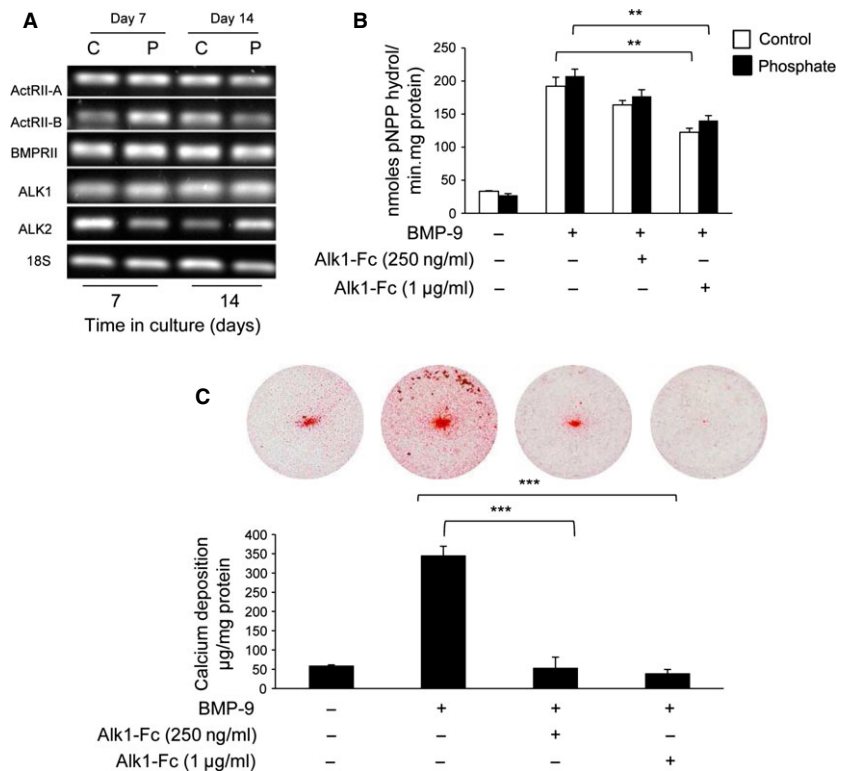 A
Day 7 Day 14
C P C P
ActRII-A
ActRII-B
BMPRII
ALK1
ALK2
18S
7 14
Time in culture (days)
B
** 
**
Control
Phosphate
nmoles pNPP hydrol/
min.mg protein
250
200
150
100
50
0
BMP-9 – + + +
Alk1-Fc (250 ng/ml) – – + –
Alk1-Fc (1 µg/ml) – – – +
C
***
***
Calcium deposition
µg/mg protein
400
350
300
250
200
150
100
50
0
BMP-9 – + + +
Alk1-Fc (250 ng/ml) – – + –
Alk1-Fc (1 µg/ml) – – – +